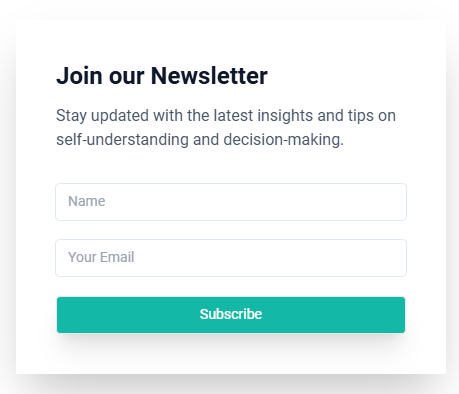 Join our Newsletter
Stay updated with the latest insights and tips on
self-understanding and decision-making.
Name
Your Email
Subscribe